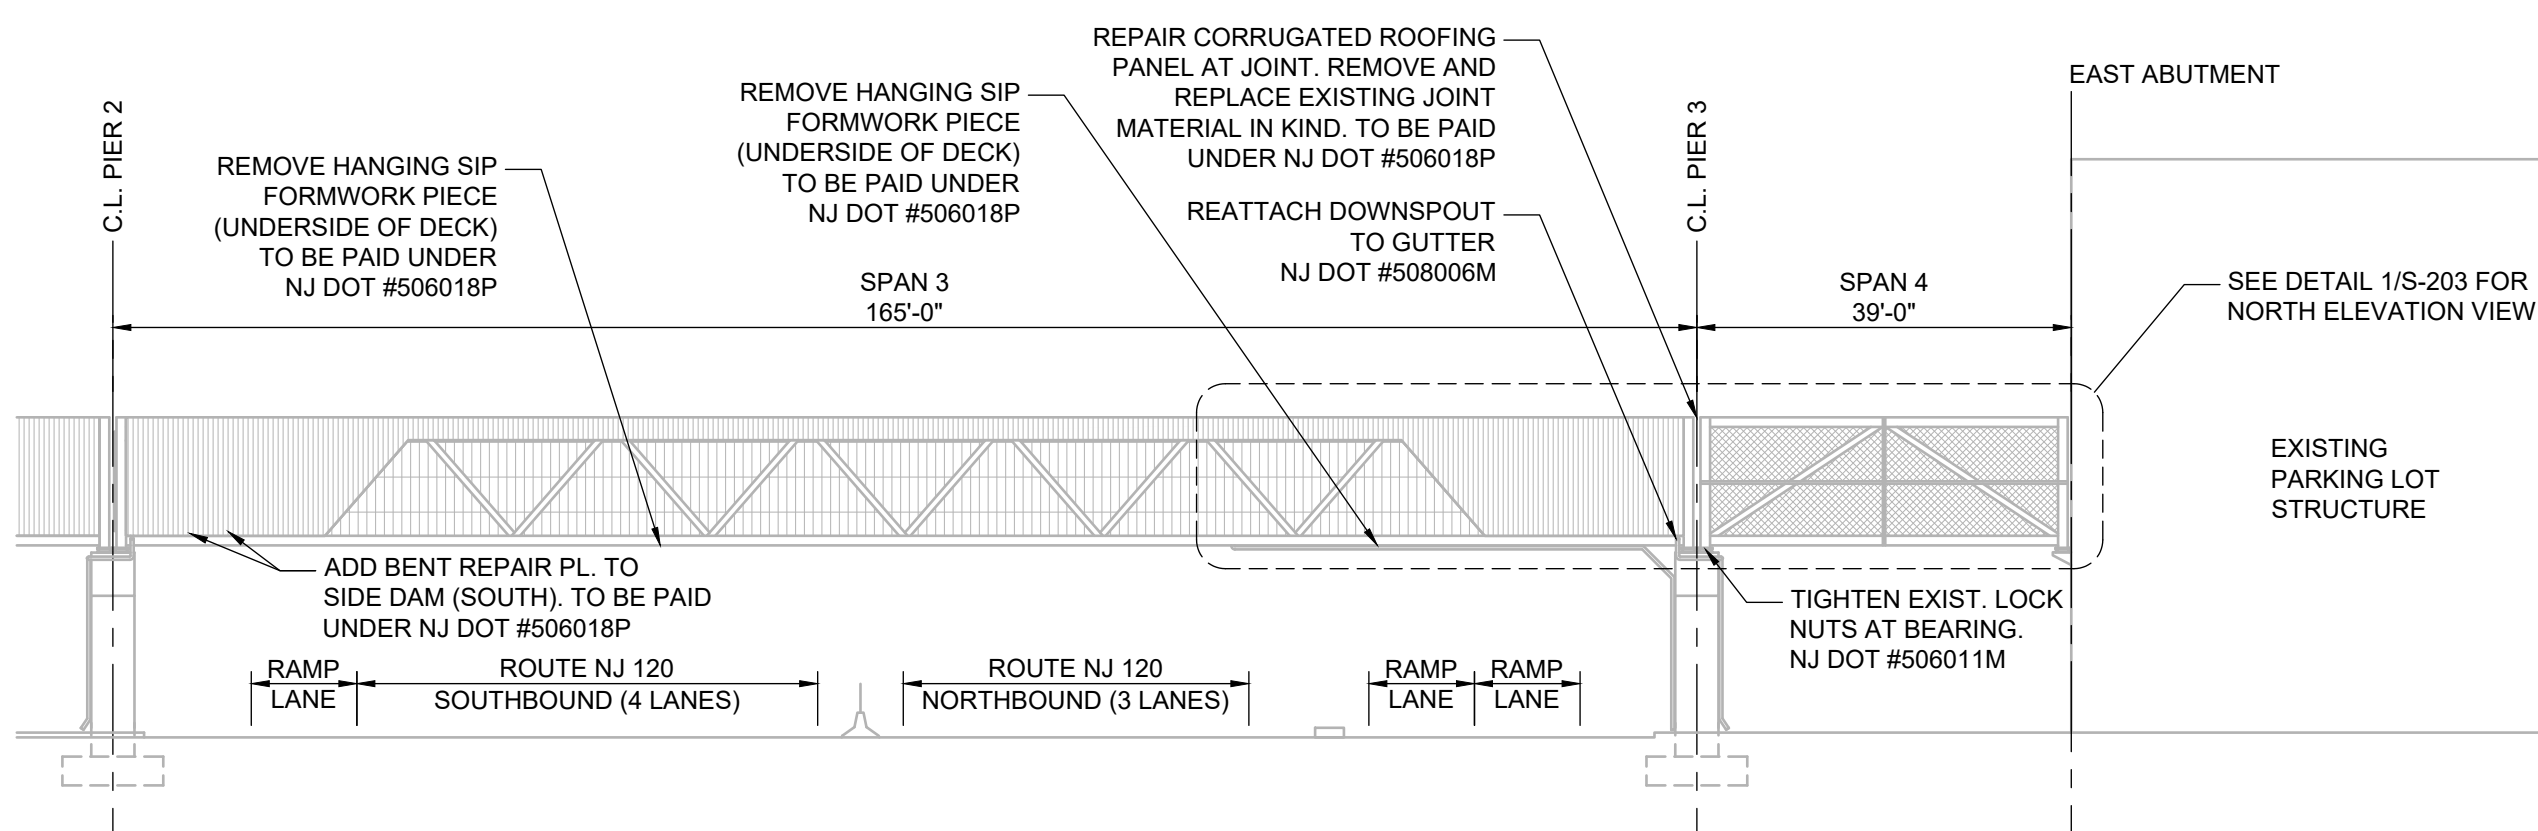 REPAIR CORRUGATED ROOFING
PANEL AT JOINT. REMOVE AND
REPLACE EXISTING JOINT
MATERIAL IN KIND. TO BE PAID
UNDER NJ DOT #506018P
EAST ABUTMENT
REMOVE HANGING SIP
FORMWORK PIECE
(UNDERSIDE OF DECK)
TO BE PAID UNDER
NJ DOT #506018P
C.L. PIER 2
C.L. PIER 3
REMOVE HANGING SIP
FORMWORK PIECE
(UNDERSIDE OF DECK)
TO BE PAID UNDER
NJ DOT #506018P
REATTACH DOWNSPOUT
TO GUTTER
NJ DOT #508006M
SPAN 3
165'-0"
SPAN 4
39'-0"
SEE DETAIL 1/S-203 FOR
NORTH ELEVATION VIEW
EXISTING
PARKING LOT
STRUCTURE
ADD BENT REPAIR PL. TO
SIDE DAM (SOUTH). TO BE PAID
UNDER NJ DOT #506018P
TIGHTEN EXIST. LOCK
NUTS AT BEARING.
NJ DOT #506011M
RAMP
LANE
ROUTE NJ 120
SOUTHBOUND (4 LANES)
ROUTE NJ 120
NORTHBOUND (3 LANES)
RAMP
LANE
RAMP
LANE